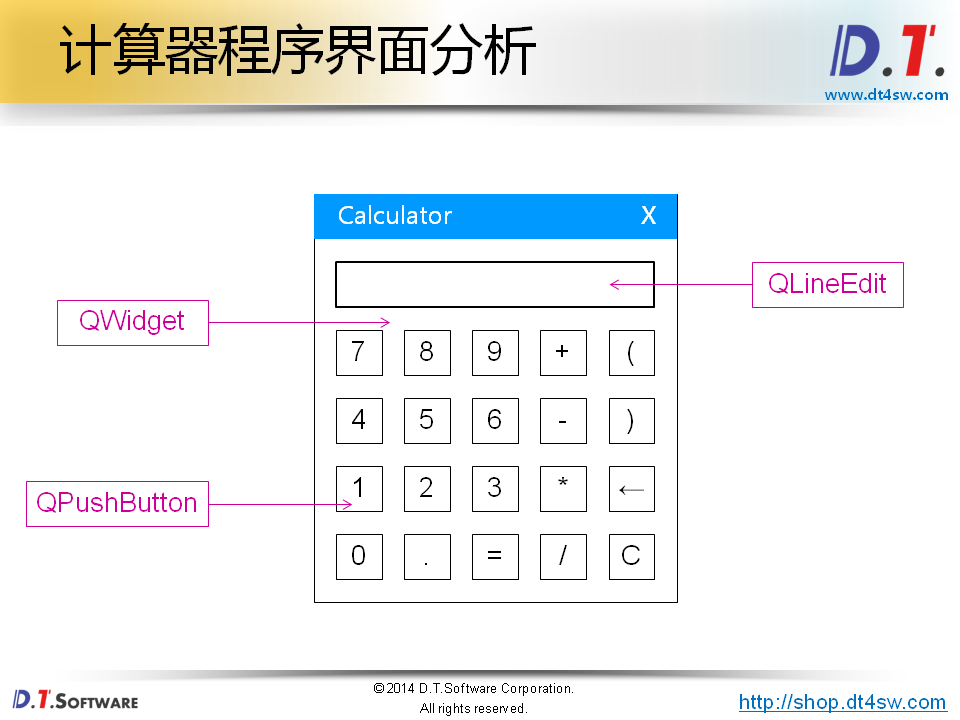 计算器程序界面分析
D.T.
www.dt4sw.com
Calculator X
QLineEdit
QWidget
7 8 9 + (
4 5 6 - )
QPushButton
1 2 3 * ←
0 . = / C
D.T.SOFTWARE
©2014 D.T.Software Corporation.
All rights reserved.
http://shop.dt4sw.com